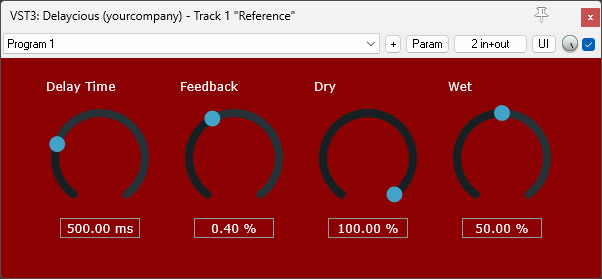 VST3: Delaycious (yourcompany) - Track 1 "Reference"
Program 1 + Param 2 in+out UI
Delay Time Feedback Dry Wet
500.00 ms 0.40 % 100.00 % 50.00 %